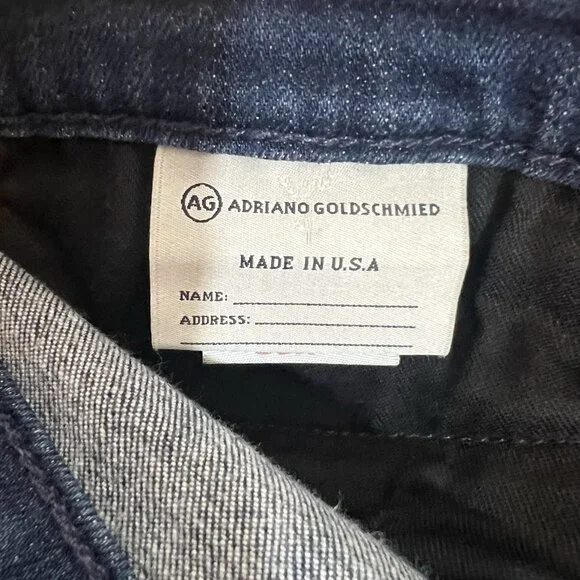 AG ADRIANO GOLDSCHMIED
MADE IN U.S.A
NAME:
ADDRESS: